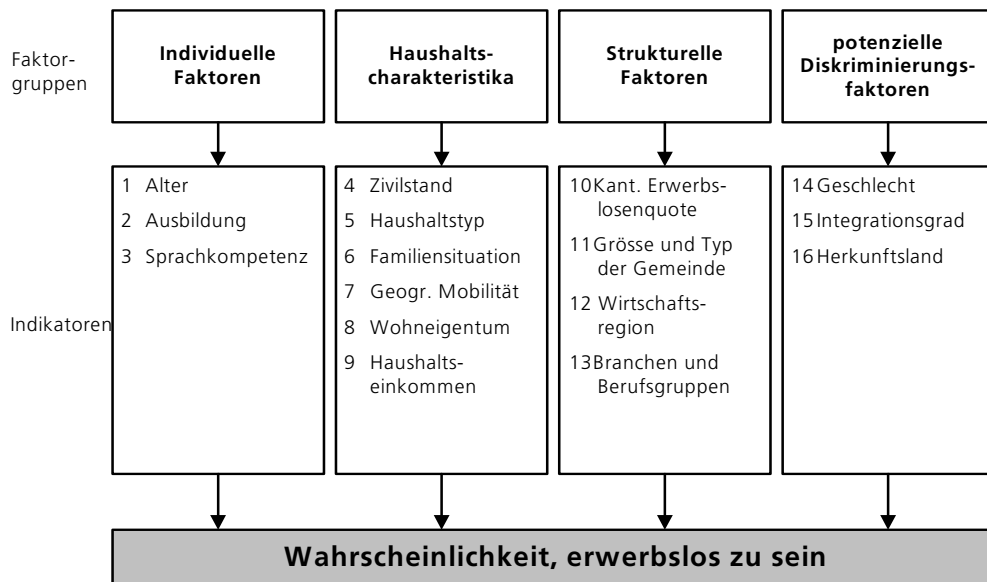 Faktor-
gruppen
Individuelle
Faktoren
Haushalts-
charakteristika
Strukturelle
Faktoren
potenzielle
Diskriminierungs-
faktoren
Indikatoren
1 Alter
2 Ausbildung
3 Sprachkompetenz
4 Zivilstand
5 Haushaltstyp
6 Familiensituation
7 Geogr. Mobilität
8 Wohneigentum
9 Haushalts-
einkommen
10 Kant. Erwerbs-
losenquote
11 Grösse und Typ
der Gemeinde
12 Wirtschafts-
region
13 Branchen und
Berufsgruppen
14 Geschlecht
15 Integrationsgrad
16 Herkunftsland
Wahrscheinlichkeit, erwerbslos zu sein